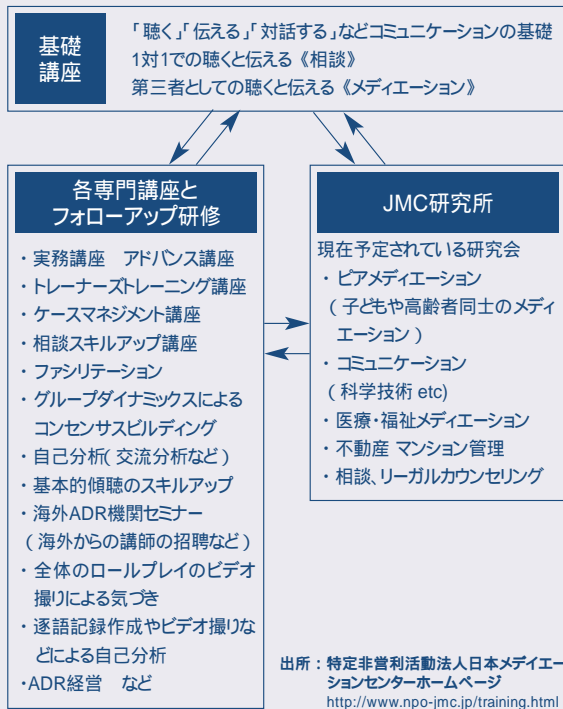 基礎
講座
「聴く」「伝える」「対話する」などコミュニケーションの基礎
1対1での聴くと伝える《相談》
第三者としての聴くと伝える《メディエーション》
各専門講座と
フォローアップ研修
・実務講座　アドバンス講座
・トレーナーズトレーニング講座
・ケースマネジメント講座
・相談スキルアップ講座
・ファシリテーション
・グループダイナミックスによる
コンセンサスビルディング
・自己分析(交流分析など)
・基本的傾聴のスキルアップ
・海外ADR機関セミナー
(海外からの講師の招聘など)
・全体のロールプレイのビデオ
撮りによる気づき
・逐語記録作成やビデオ撮りな
どによる自己分析
・ADR経営　など
JMC研究所
現在予定されている研究会
・ピアメディエーション
(子どもや高齢者同士のメディ
エーション)
・コミュニケーション
(科学技術 etc)
・医療・福祉メディエーション
・不動産 マンション管理
・相談、リーガルカウンセリング
出所：特定非営利活動法人日本メデイエー
ションセンターホームページ
http://www.npo-jmc.jp/training.html